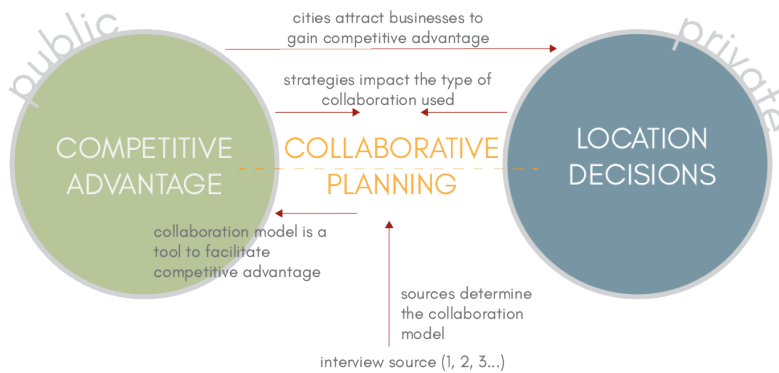 public
private
cities attract businesses to
gain competitive advantage
strategies impact the type of
collaboration used
COMPETITIVE
ADVANTAGE
COLLABORATIVE
PLANNING
LOCATION
DECISIONS
collaboration model is a
tool to facilitate
competitive advantage
sources determine
the collaboration
model
interview source (1, 2, 3...)